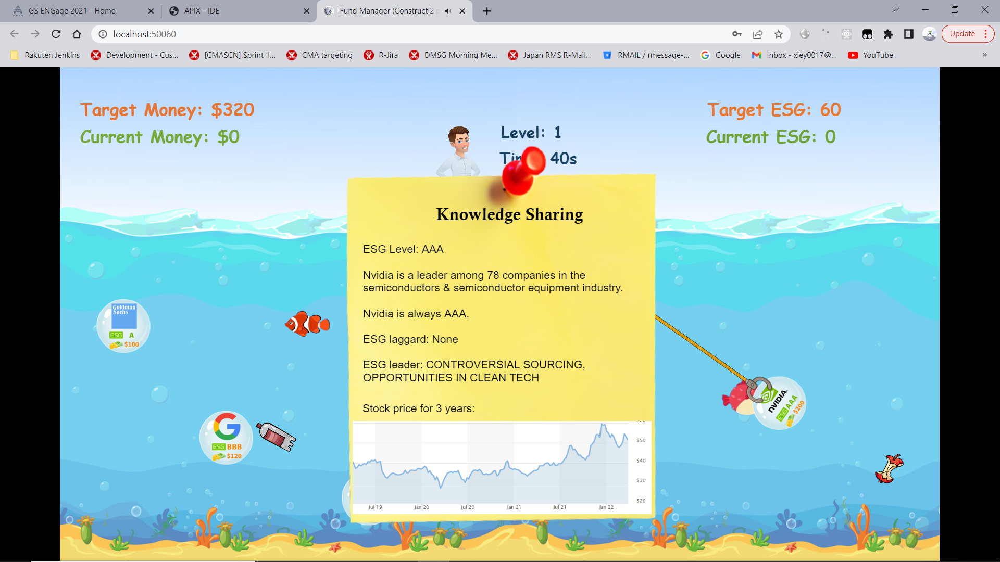 GS ENGage 2021 - Home
APIX - IDE
Fund Manager (Construct 2 p
localhost:50060
Update
Rakuten Jenkins
Development - Cus...
[CMASCN] Sprint 1...
CMA targeting
R-Jira
DMSG Morning Me...
Japan RMS R-Mail...
RMAIL / rmessage-...
Google
Inbox - xiey0017@...
YouTube
»
Target Money: $320
Current Money: $0
Level: 1
40s
Target ESG: 60
Current ESG: 0
Knowledge Sharing
ESG Level: AAA
Nvidia is a leader among 78 companies in the
semiconductors & semiconductor equipment industry.
Nvidia is always AAA.
ESG laggard: None
ESG leader: CONTROVERSIAL SOURCING,
OPPORTUNITIES IN CLEAN TECH
Stock price for 3 years:
$50
$40
$30
$20
Jul 19
Jan 20
Jul 20
Jan 21
Jul 21
Jan 22
Goldman
Sachs
ESG A
$100
ESG BBB
$120
NVIDIA.
ESG AAA
$200